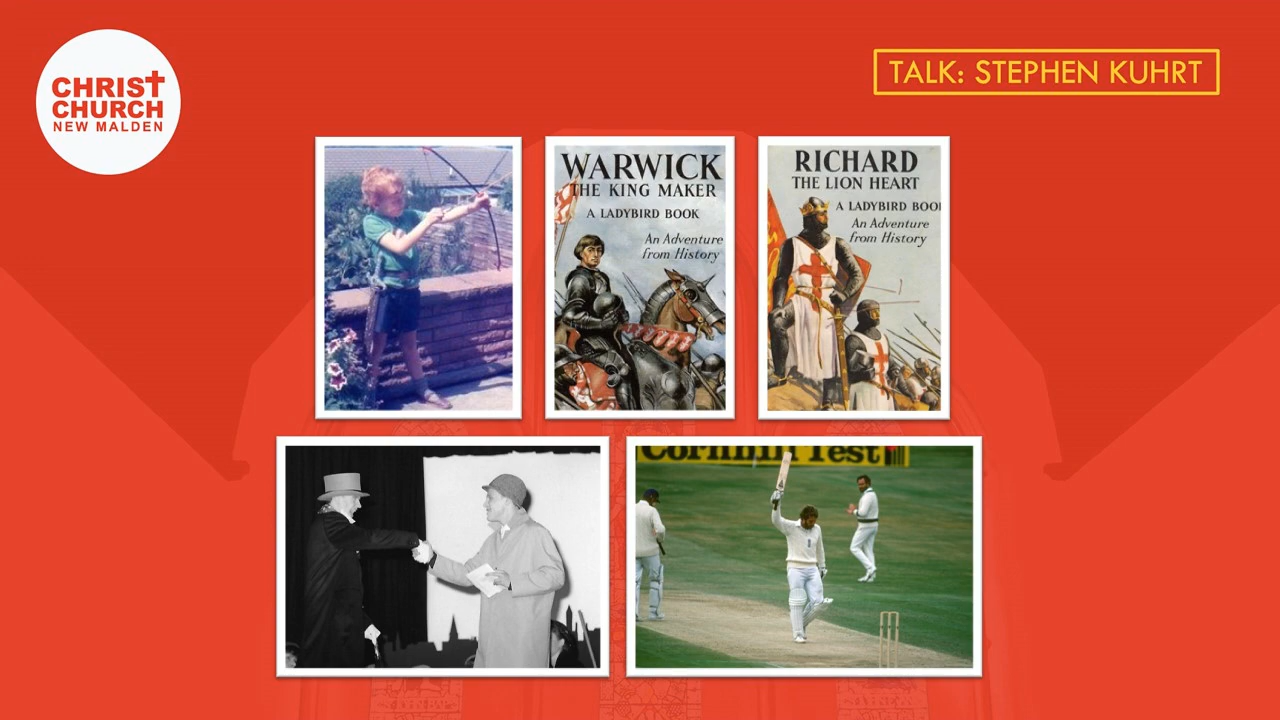 CHRIST
CHURCH
NEW MALDEN
TALK: STEPHEN KUHRT
WARWICK
THE KING MAKER
A LADYBIRD BOOK
An Adventure
from History
RICHARD
THE LION HEART
A LADYBIRD BOO
An Adventure
from History
Cornhill Test